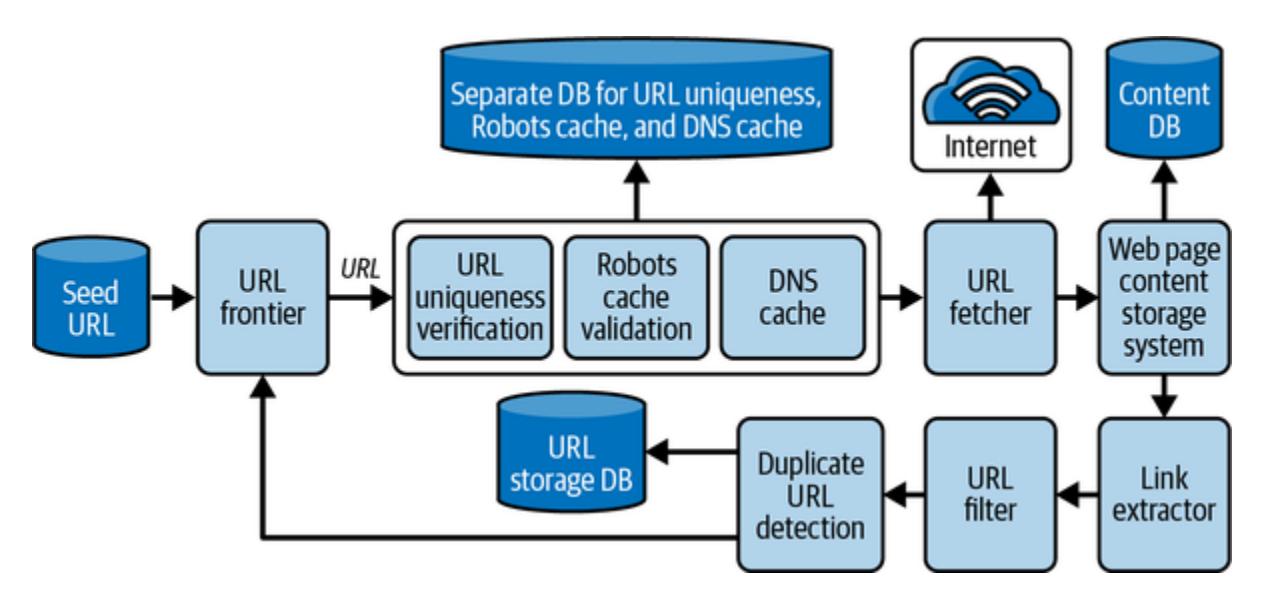 Separate DB for URL uniqueness,
Robots cache, and DNS cache
Internet
Content
DB
Seed
URL
URL
frontier
URL
URL
uniqueness
verification
Robots
cache
validation
DNS
cache
URL
fetcher
Web page
content
storage
system
URL
storage DB
Duplicate
URL
detection
URL
filter
Link
extractor